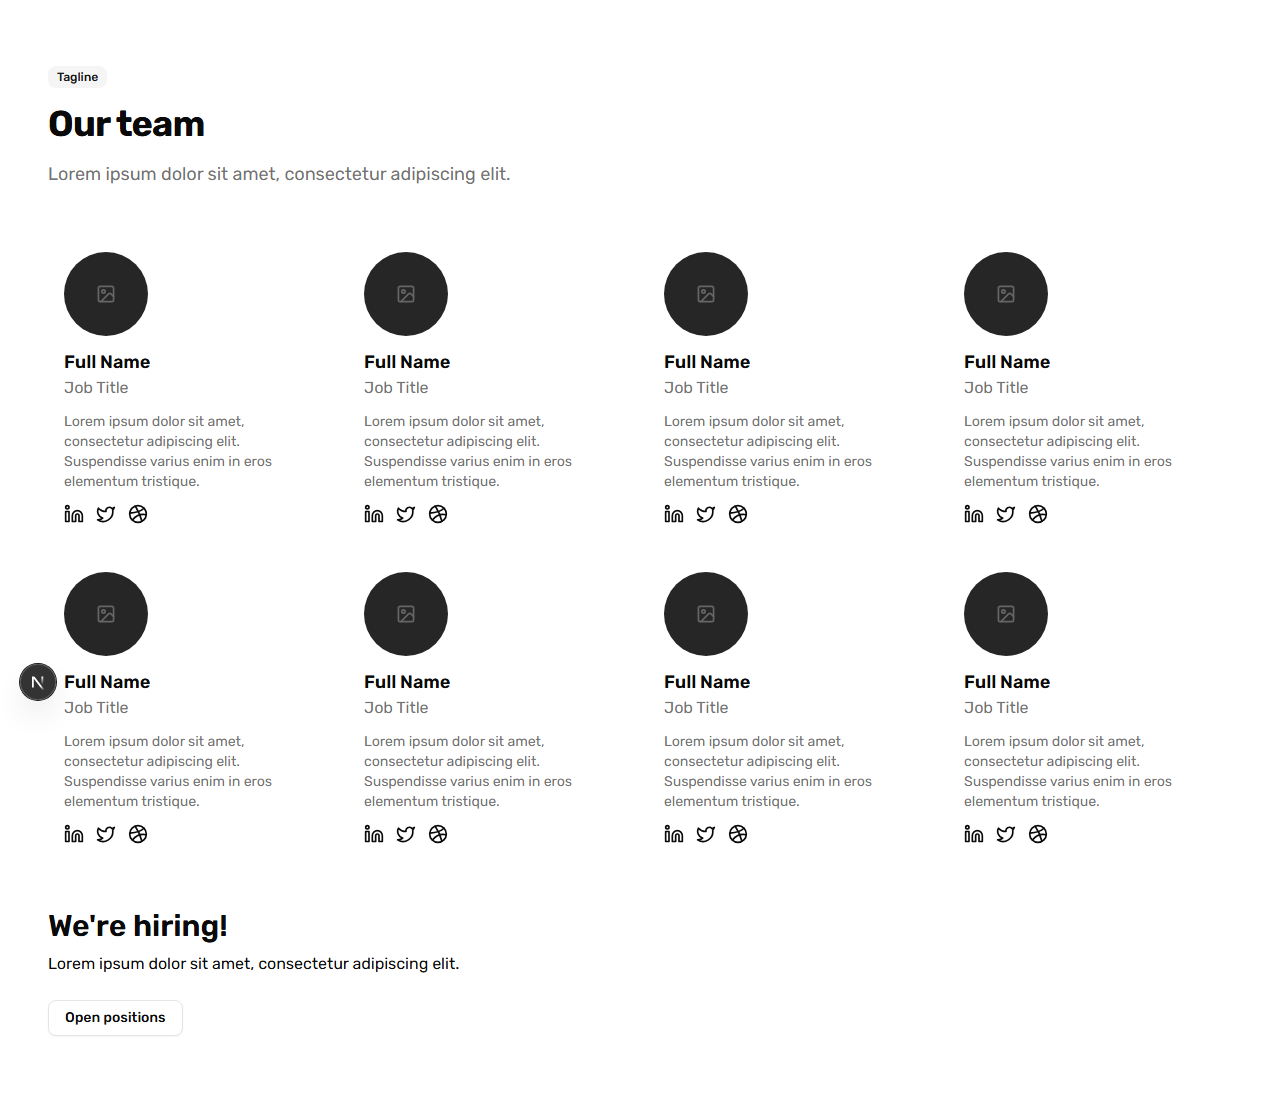 Tagline
Our team
Lorem ipsum dolor sit amet, consectetur adipiscing elit.
Full Name
Job Title
Lorem ipsum dolor sit amet,
consectetur adipiscing elit.
Suspendisse varius enim in eros
elementum tristique.
Full Name
Job Title
Lorem ipsum dolor sit amet,
consectetur adipiscing elit.
Suspendisse varius enim in eros
elementum tristique.
Full Name
Job Title
Lorem ipsum dolor sit amet,
consectetur adipiscing elit.
Suspendisse varius enim in eros
elementum tristique.
Full Name
Job Title
Lorem ipsum dolor sit amet,
consectetur adipiscing elit.
Suspendisse varius enim in eros
elementum tristique.
N
Full Name
Job Title
Lorem ipsum dolor sit amet,
consectetur adipiscing elit.
Suspendisse varius enim in eros
elementum tristique.
Full Name
Job Title
Lorem ipsum dolor sit amet,
consectetur adipiscing elit.
Suspendisse varius enim in eros
elementum tristique.
Full Name
Job Title
Lorem ipsum dolor sit amet,
consectetur adipiscing elit.
Suspendisse varius enim in eros
elementum tristique.
Full Name
Job Title
Lorem ipsum dolor sit amet,
consectetur adipiscing elit.
Suspendisse varius enim in eros
elementum tristique.
We're hiring!
Lorem ipsum dolor sit amet, consectetur adipiscing elit.
Open positions